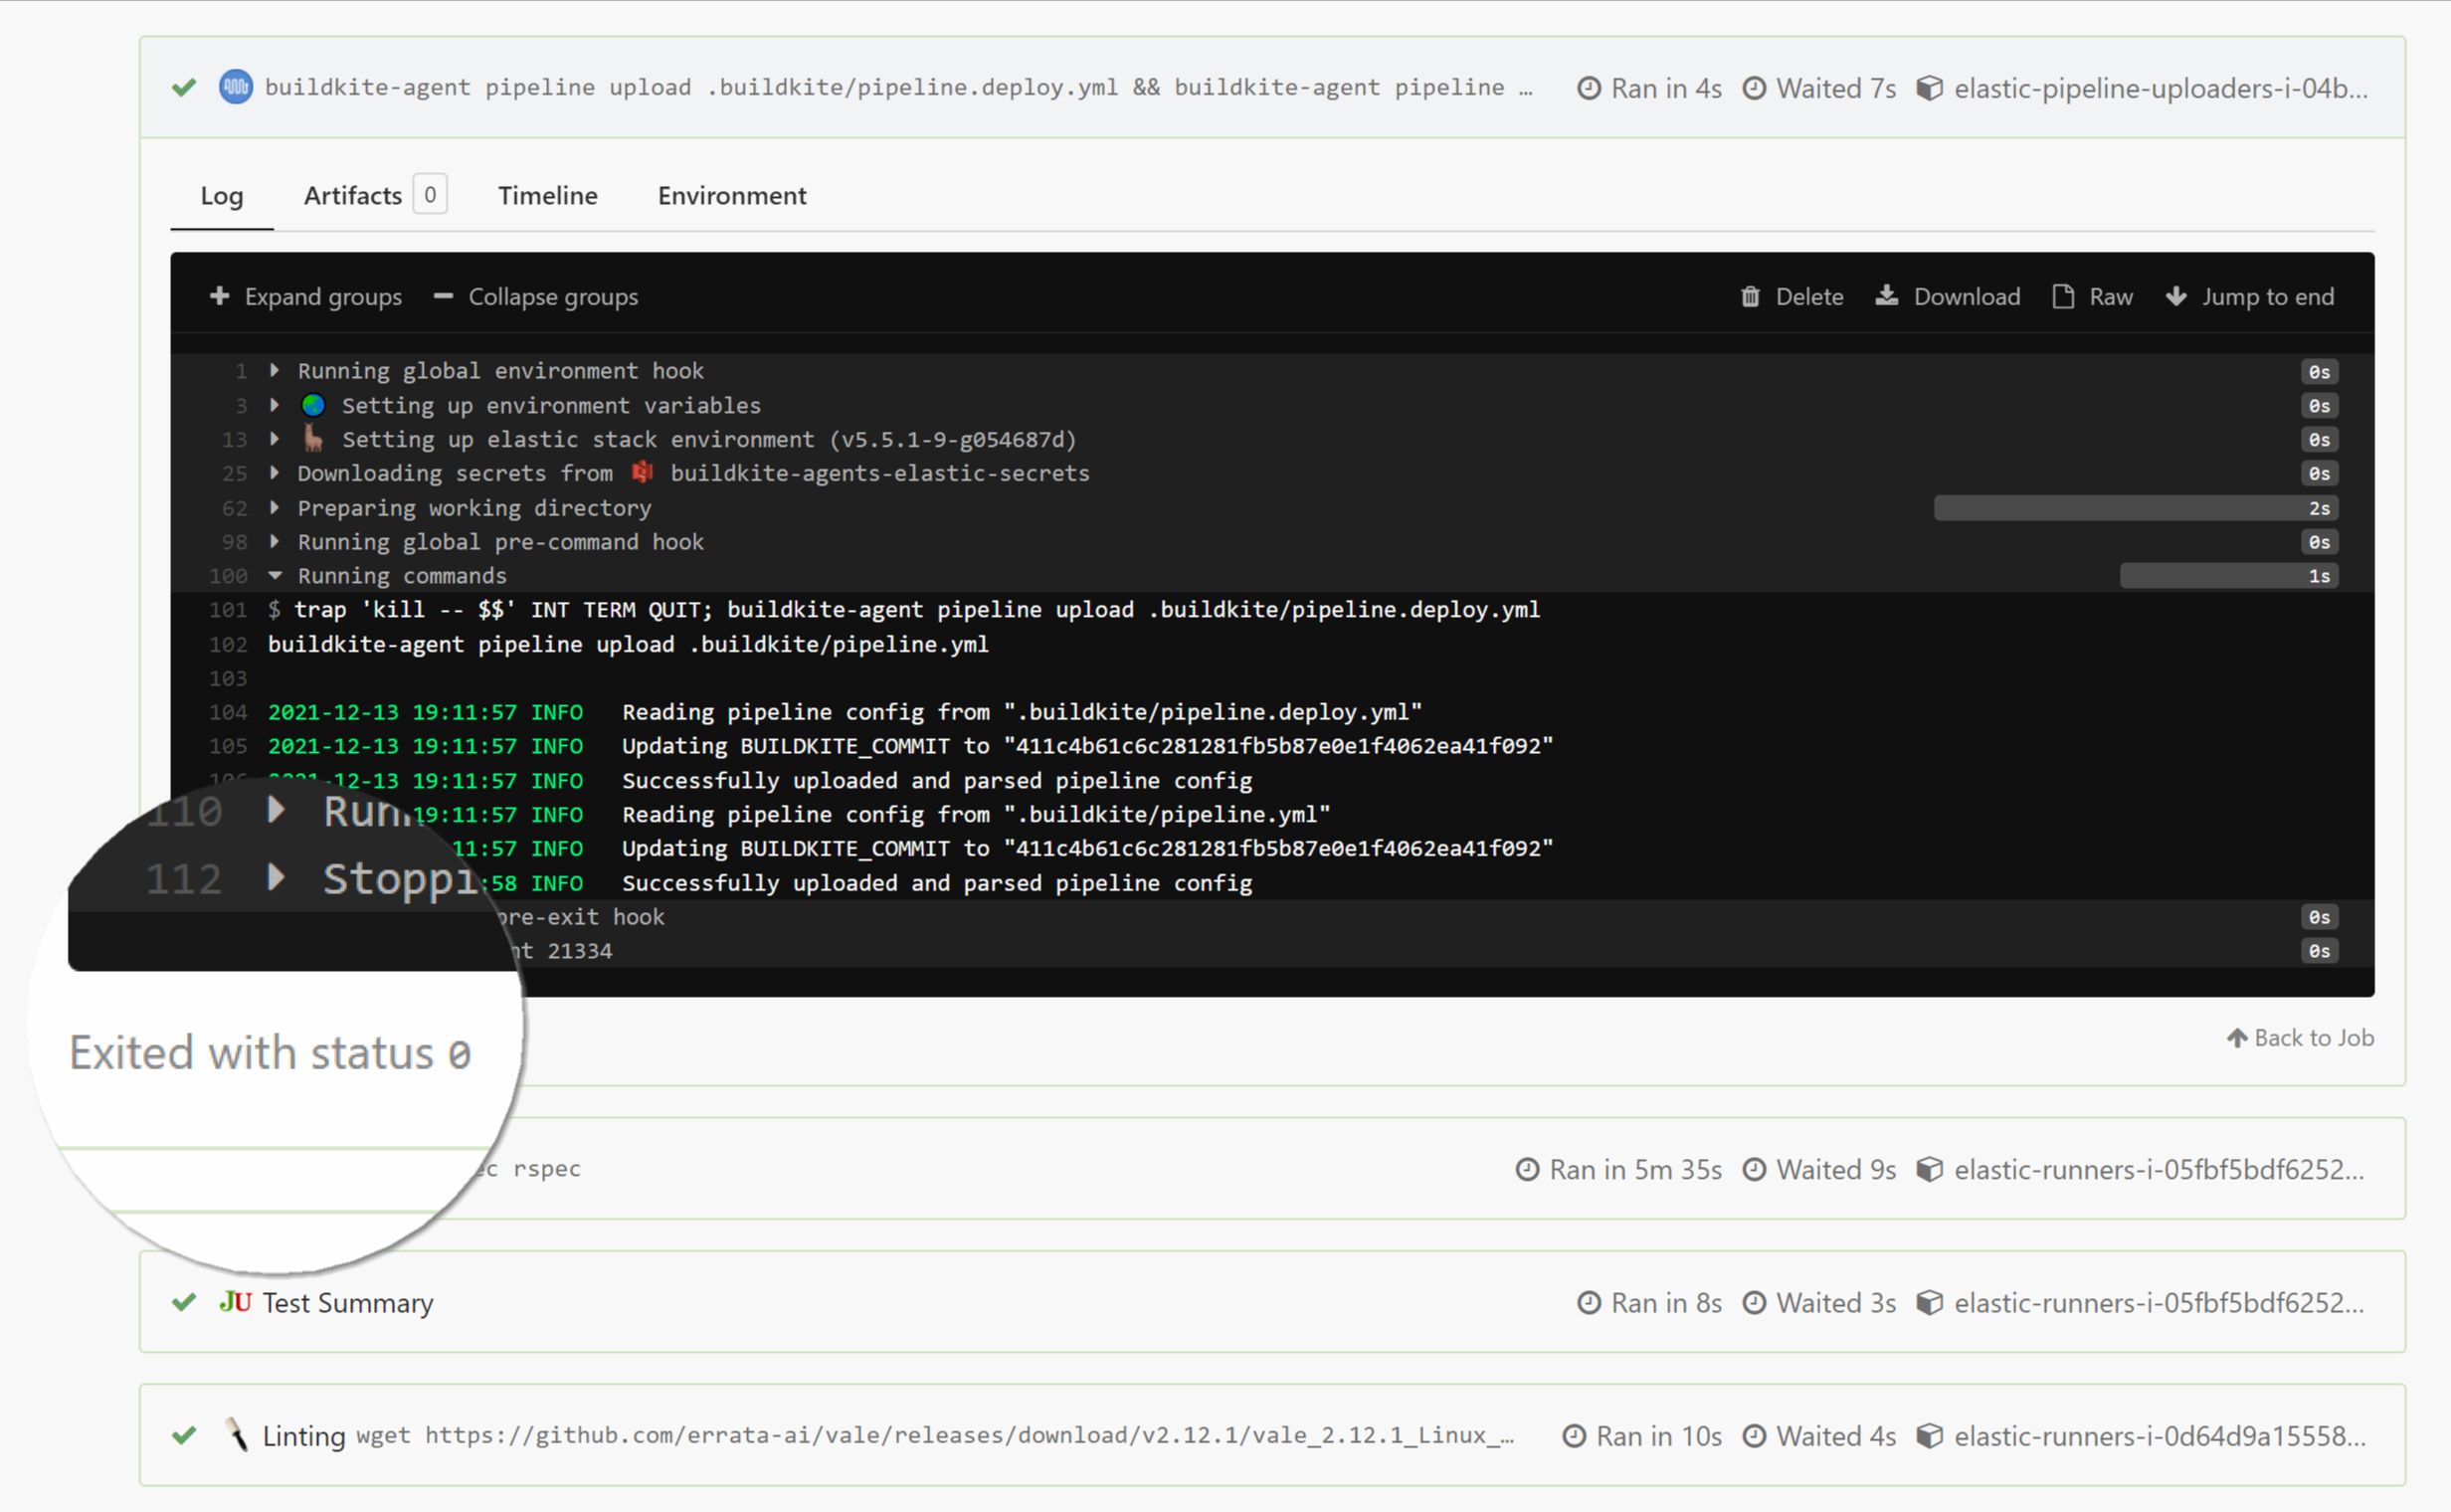 buildkite-agent pipeline upload .buildkite/pipeline.deploy.yml && buildkite-agent pipeline … Ran in 4s Waited 7s elastic-pipeline-uploaders-i-04b...
Log Artifacts 0 Timeline Environment
Expand groups Collapse groups Delete Download Raw Jump to end
1 Running global environment hook 0s
3 Setting up environment variables 0s
13 Setting up elastic stack environment (v5.5.1-9-g054687d) 0s
25 Downloading secrets from buildkite-agents-elastic-secrets 0s
62 Preparing working directory 2s
98 Running global pre-command hook 0s
100 Running commands 1s
101 $ trap 'kill -- $$' INT TERM QUIT; buildkite-agent pipeline upload .buildkite/pipeline.deploy.yml
102 buildkite-agent pipeline upload .buildkite/pipeline.yml
103
104 2021-12-13 19:11:57 INFO Reading pipeline config from ".buildkite/pipeline.deploy.yml"
105 2021-12-13 19:11:57 INFO Updating BUILDKITE_COMMIT to "411c4b61c6c281281fb5b87e0e1f4062ea41f092"
106 2021-12-13 19:11:57 INFO Successfully uploaded and parsed pipeline config
19:11:57 INFO Reading pipeline config from ".buildkite/pipeline.yml"
11:57 INFO Updating BUILDKITE_COMMIT to "411c4b61c6c281281fb5b87e0e1f4062ea41f092"
:58 INFO Successfully uploaded and parsed pipeline config
110 Runn pre-exit hook 0s
112 Stoppi nt 21334 0s
Exited with status 0
Back to Job
ec rspec Ran in 5m 35s Waited 9s elastic-runners-i-05fbf5bdf6252...
JU Test Summary Ran in 8s Waited 3s elastic-runners-i-05fbf5bdf6252...
Linting wget https://github.com/errata-ai/vale/releases/download/v2.12.1/vale_2.12.1_Linux_… Ran in 10s Waited 4s elastic-runners-i-0d64d9a15558...